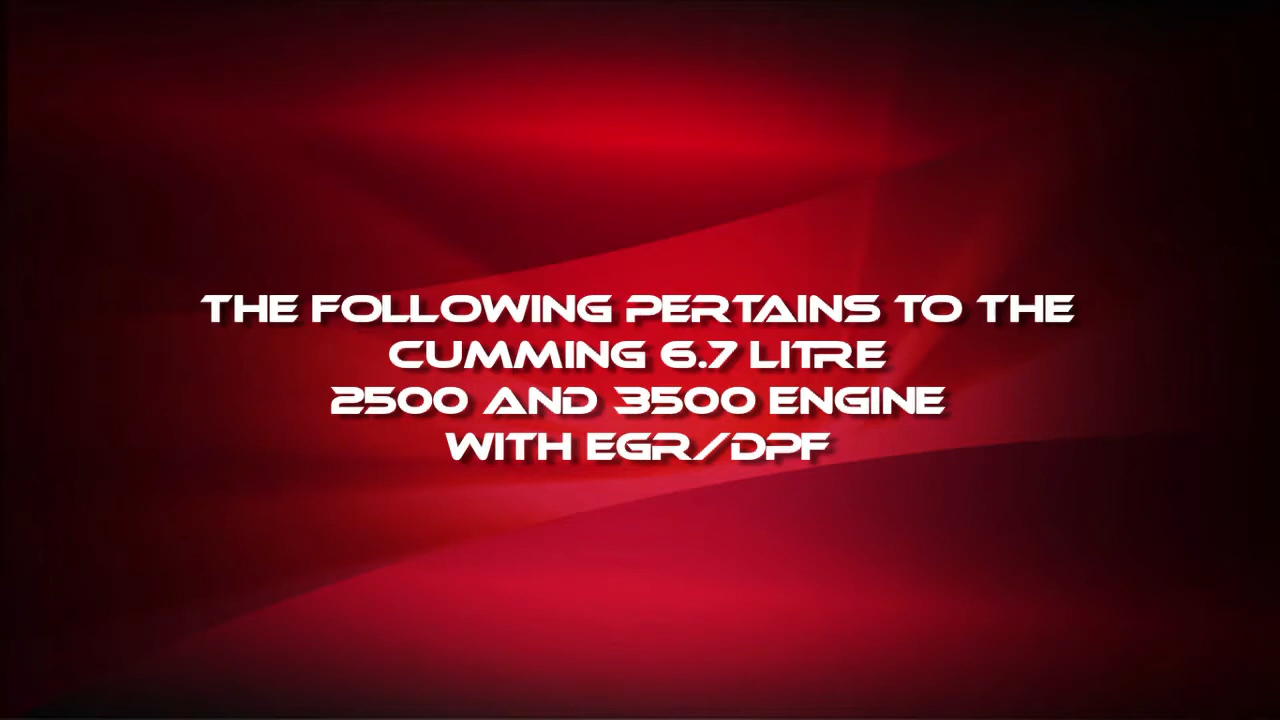 THE FOLLOWING PERTAINS TO THE
CUMMING 6.7 LITRE
2500 AND 3500 ENGINE
WITH EGR/DPF